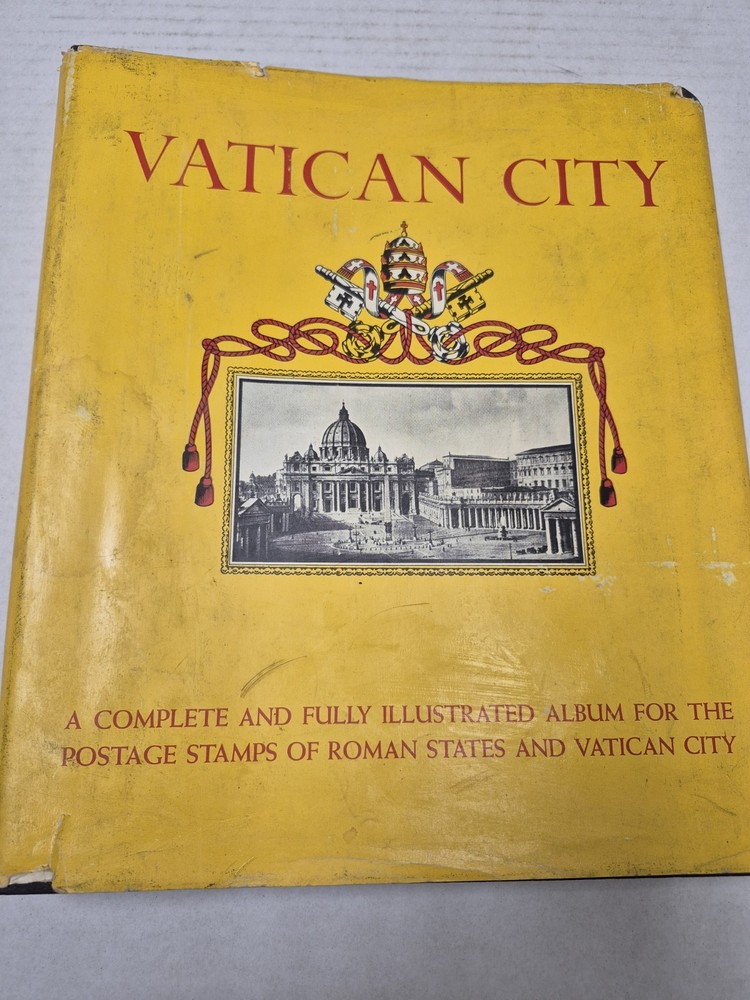 VATICAN CITY
A COMPLETE AND FULLY ILLUSTRATED ALBUM FOR THE
POSTAGE STAMPS OF ROMAN STATES AND VATICAN CITY